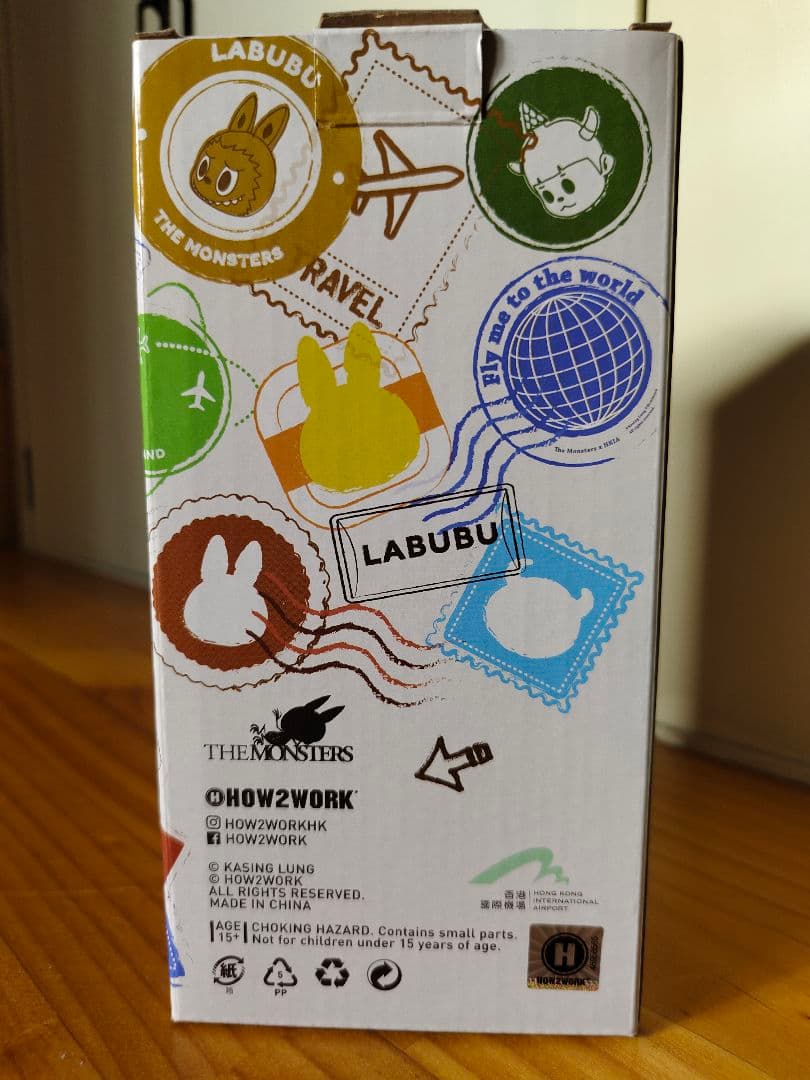 LABUBU
THE MONSTERS
RAVEL
Fly me to the world
The Monsters x HKIA
ND
LABUBU
THE MONSTERS
H HOW2WORK
HOW2WORKHK
HOW2WORK
© KASING LUNG
© HOW2WORK
ALL RIGHTS RESERVED.
MADE IN CHINA
AGE 15+
CHOKING HAZARD. Contains small parts.
Not for children under 15 years of age.
紙
5
PP
香港
國際機場
HONG KONG
INTERNATIONAL
AIRPORT
H
HOW2WORK